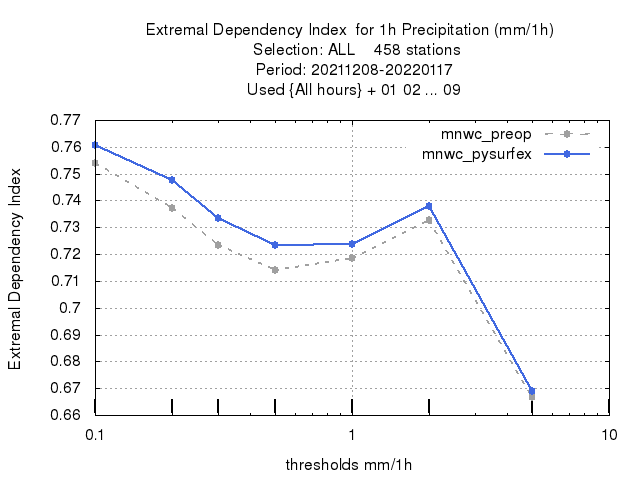 Extremal Dependency Index  for 1h Precipitation (mm/1h)
Selection: ALL    458 stations
Period: 20211208-20220117
Used {All hours} + 01 02 ... 09
mnwc_preop
mnwc_pysurfex
Extremal Dependency Index
0.77
0.76
0.75
0.74
0.73
0.72
0.71
0.7
0.69
0.68
0.67
0.66
0.1
1
10
thresholds mm/1h